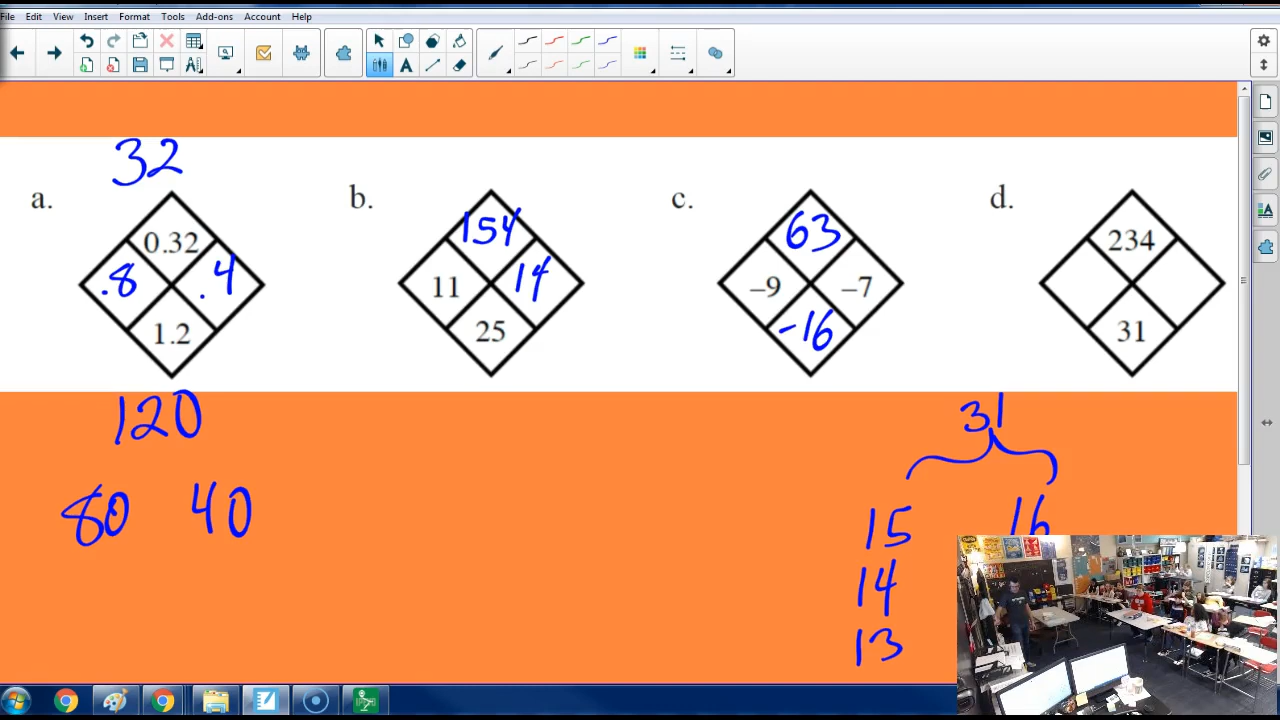 File Edit View Insert Format Tools Add-ons Account Help
32
a. b. c. d.
0.32 154 63 234
.8 .4 11 14 –9 –7
1.2 25 -16 31
120 31
80 40 15 16
14
13